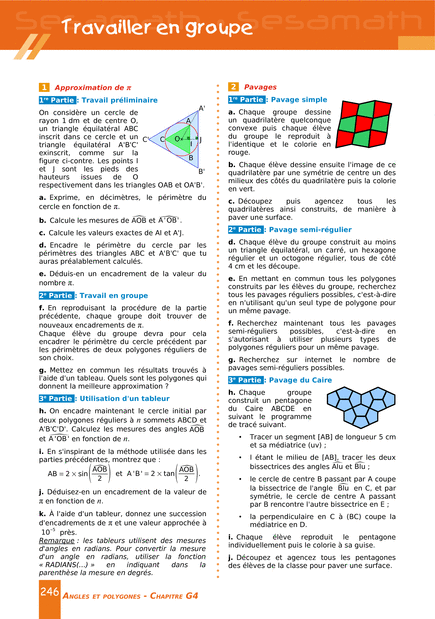 Sesamath Sesamath
Travailler en groupe
1 Approximation de π
1re Partie : Travail préliminaire
On considère un cercle de
rayon 1 dm et de centre O,
un triangle équilatéral ABC
inscrit dans ce cercle et un
triangle équilatéral A'B'C'
exinscrit, comme sur la
figure ci-contre. Les points I
et J sont les pieds des
hauteurs issues de O
respectivement dans les triangles OAB et OA'B'.
A'
A
C'
C
O
I
J
B
B'
a. Exprime, en décimètres, le périmètre du
cercle en fonction de π.
b. Calcule les mesures de AOB et A'OB'.
c. Calcule les valeurs exactes de AI et A'J.
d. Encadre le périmètre du cercle par les
périmètres des triangles ABC et A'B'C' que tu
auras préalablement calculés.
e. Déduis-en un encadrement de la valeur du
nombre π.
2e Partie : Travail en groupe
f. En reproduisant la procédure de la partie
précédente, chaque groupe doit trouver de
nouveaux encadrements de π.
Chaque élève du groupe devra pour cela
encadrer le périmètre du cercle précédent par
les périmètres de deux polygones réguliers de
son choix.
g. Mettez en commun les résultats trouvés à
l'aide d'un tableau. Quels sont les polygones qui
donnent la meilleure approximation ?
3e Partie : Utilisation d'un tableur
h. On encadre maintenant le cercle initial par
deux polygones réguliers à n sommets ABCD et
A'B'C'D'. Calculez les mesures des angles AOB
et A'OB' en fonction de n.
i. En s'inspirant de la méthode utilisée dans les
parties précédentes, montrez que :
AB = 2 × sin(AOB/2) et A'B' = 2 × tan(AOB/2).
j. Déduisez-en un encadrement de la valeur de
π en fonction de n.
k. À l'aide d'un tableur, donnez une succession
d'encadrements de π et une valeur approchée à
10⁻⁵ près.
Remarque : les tableurs utilisent des mesures
d'angles en radians. Pour convertir la mesure
d'un angle en radians, utiliser la fonction
« RADIANS(...) » en indiquant dans la
parenthèse la mesure en degrés.
2 Pavages
1re Partie : Pavage simple
a. Chaque groupe dessine
un quadrilatère quelconque
convexe puis chaque élève
du groupe le reproduit à
l'identique et le colorie en
rouge.
b. Chaque élève dessine ensuite l'image de ce
quadrilatère par une symétrie de centre un des
milieux des côtés du quadrilatère puis la colorie
en vert.
c. Découpez puis agencez tous les
quadrilatères ainsi construits, de manière à
paver une surface.
2e Partie : Pavage semi-régulier
d. Chaque élève du groupe construit au moins
un triangle équilatéral, un carré, un hexagone
régulier et un octogone régulier, tous de côté
4 cm et les découpe.
e. En mettant en commun tous les polygones
construits par les élèves du groupe, recherchez
tous les pavages réguliers possibles, c'est-à-dire
en n'utilisant qu'un seul type de polygone pour
un même pavage.
f. Recherchez maintenant tous les pavages
semi-réguliers possibles, c'est-à-dire en
s'autorisant à utiliser plusieurs types de
polygones réguliers pour un même pavage.
g. Recherchez sur internet le nombre de
pavages semi-réguliers possibles.
3e Partie : Pavage du Caire
h. Chaque groupe
construit un pentagone
du Caire ABCDE en
suivant le programme
de tracé suivant.
• Tracer un segment [AB] de longueur 5 cm
et sa médiatrice (uv) ;
• I étant le milieu de [AB], tracer les deux
bissectrices des angles AIu et BIu ;
• le cercle de centre B passant par A coupe
la bissectrice de l'angle BIu en C, et par
symétrie, le cercle de centre A passant
par B rencontre l'autre bissectrice en E ;
• la perpendiculaire en C à (BC) coupe la
médiatrice en D.
i. Chaque élève reproduit le pentagone
individuellement puis le colorie à sa guise.
j. Découpez et agencez tous les pentagones
des élèves de la classe pour paver une surface.
246 ANGLES ET POLYGONES - CHAPITRE G4